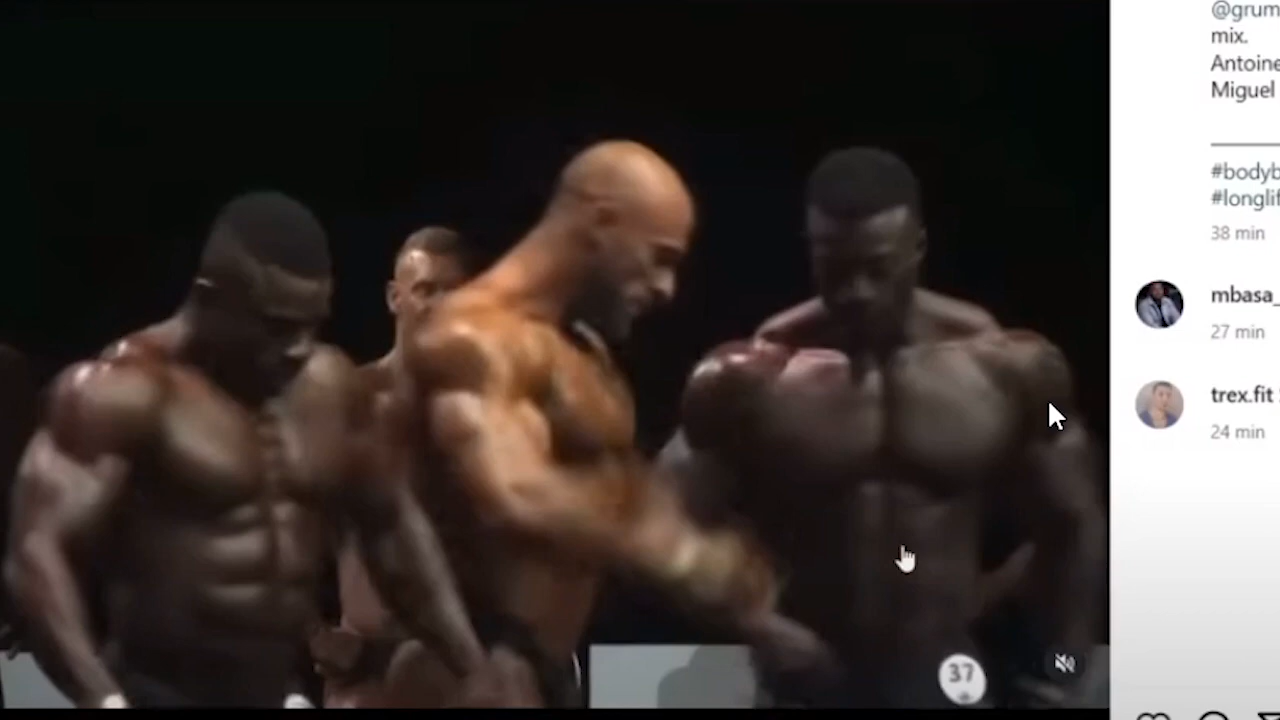 @grum
mix.
Antoine
Miguel
#bodyb
#longlif
38 min
mbasa_
27 min
trex.fit
24 min
37